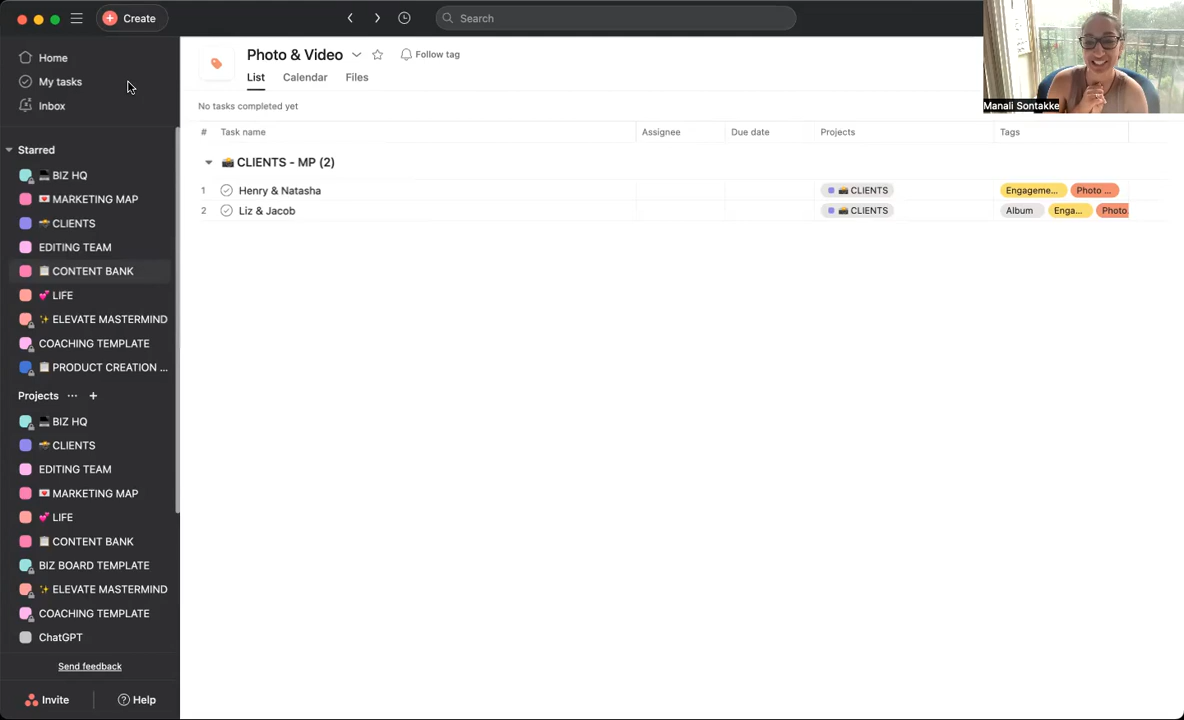 Create
Search
Home
My tasks
Inbox
Starred
BIZ HQ
MARKETING MAP
CLIENTS
EDITING TEAM
CONTENT BANK
LIFE
ELEVATE MASTERMIND
COACHING TEMPLATE
PRODUCT CREATION ...
Projects
BIZ HQ
CLIENTS
EDITING TEAM
MARKETING MAP
LIFE
CONTENT BANK
BIZ BOARD TEMPLATE
ELEVATE MASTERMIND
COACHING TEMPLATE
ChatGPT
Send feedback
Invite
Help
Photo & Video
Follow tag
List Calendar Files
No tasks completed yet
# Task name Assignee Due date Projects Tags
CLIENTS - MP (2)
1 Henry & Natasha CLIENTS Engageme... Photo ...
2 Liz & Jacob CLIENTS Album Enga... Photo
Manali Sontakke